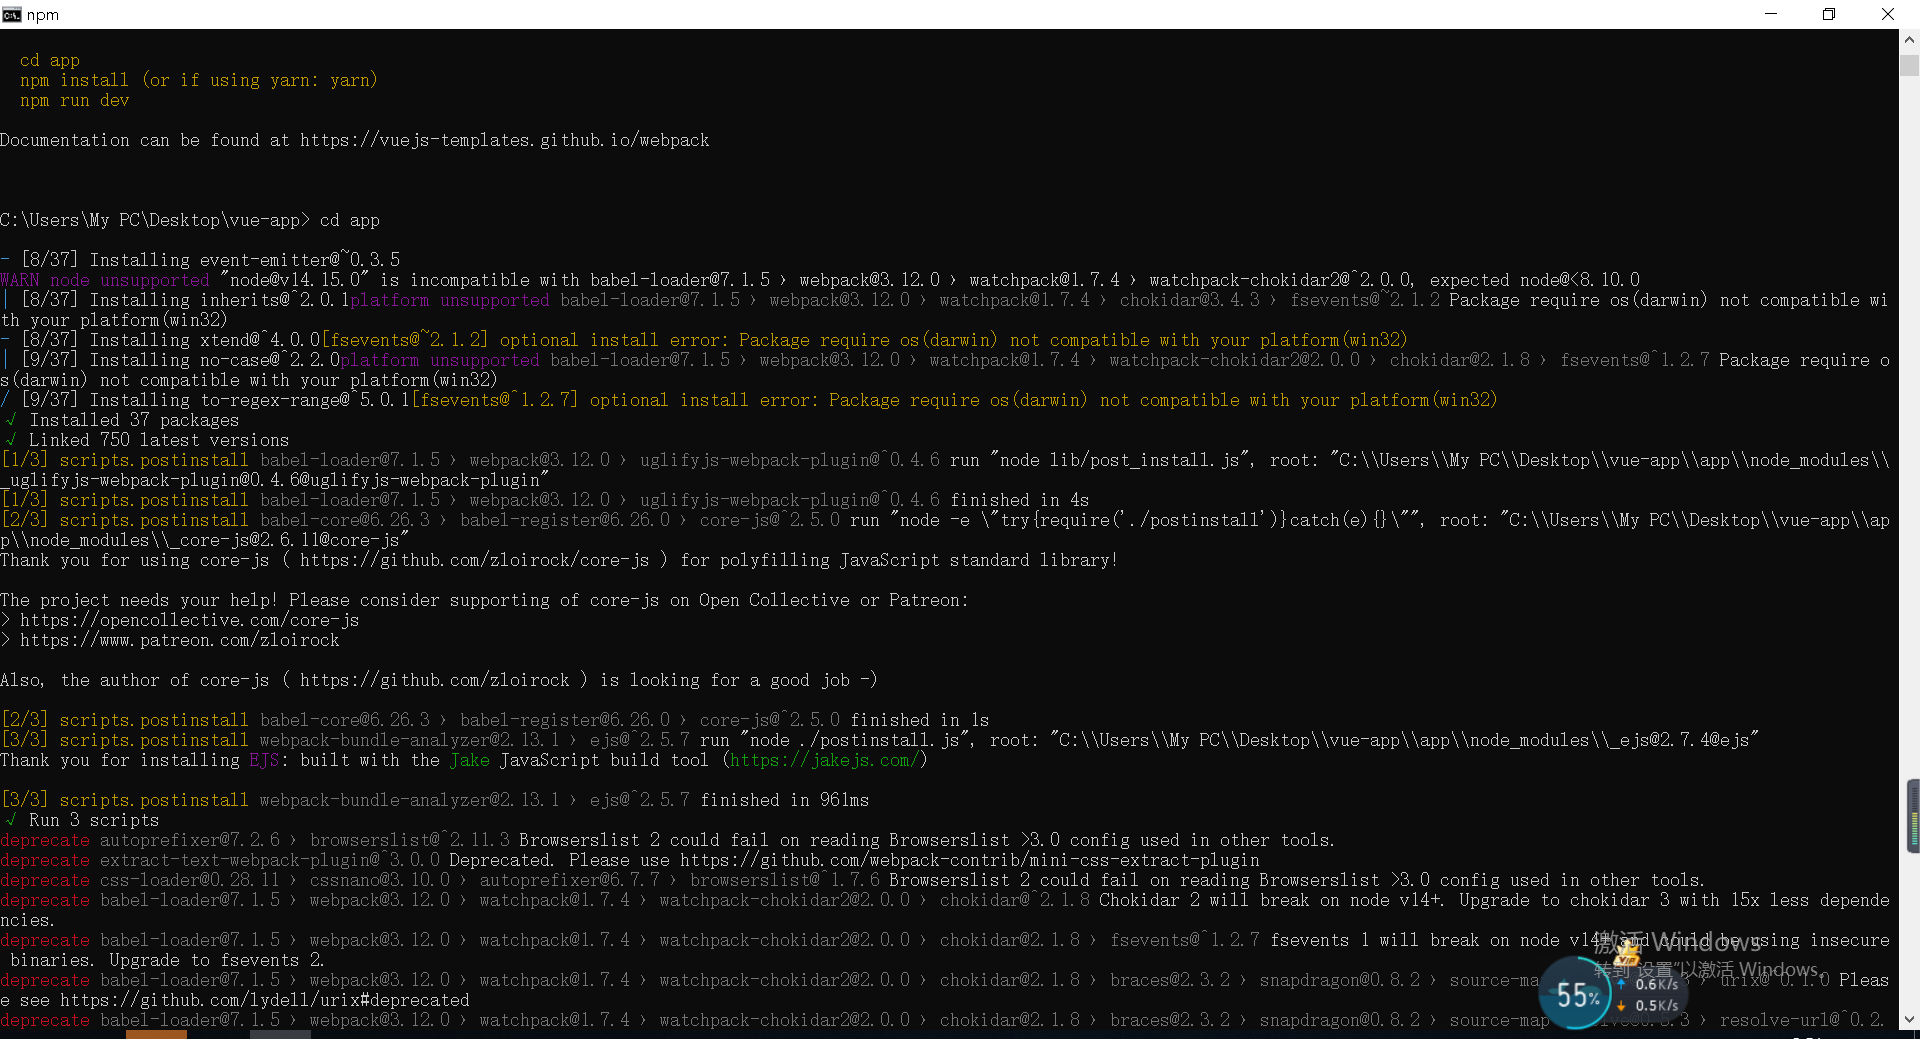 npm
cd app
npm install (or if using yarn: yarn)
npm run dev
Documentation can be found at https://vuejs-templates.github.io/webpack
C:\Users\My PC\Desktop\vue-app> cd app
- [8/37] Installing event-emitter@~0.3.5
WARN node unsupported "node@v14.15.0" is incompatible with babel-loader@7.1.5 › webpack@3.12.0 › watchpack@1.7.4 › watchpack-chokidar2@^2.0.0, expected node@<8.10.0
| [8/37] Installing inherits@^2.0.1platform unsupported babel-loader@7.1.5 › webpack@3.12.0 › watchpack@1.7.4 › chokidar@3.4.3 › fsevents@~2.1.2 Package require os(darwin) not compatible wi
th your platform(win32)
- [8/37] Installing xtend@^4.0.0[fsevents@~2.1.2] optional install error: Package require os(darwin) not compatible with your platform(win32)
| [9/37] Installing no-case@^2.2.0platform unsupported babel-loader@7.1.5 › webpack@3.12.0 › watchpack@1.7.4 › watchpack-chokidar2@2.0.0 › chokidar@2.1.8 › fsevents@^1.2.7 Package require o
s(darwin) not compatible with your platform(win32)
/ [9/37] Installing to-regex-range@^5.0.1[fsevents@^1.2.7] optional install error: Package require os(darwin) not compatible with your platform(win32)
√ Installed 37 packages
√ Linked 750 latest versions
[1/3] scripts.postinstall babel-loader@7.1.5 › webpack@3.12.0 › uglifyjs-webpack-plugin@^0.4.6 run "node lib/post_install.js", root: "C:\\Users\\My PC\\Desktop\\vue-app\\app\\node_modules\\
_uglifyjs-webpack-plugin@0.4.6@uglifyjs-webpack-plugin"
[1/3] scripts.postinstall babel-loader@7.1.5 › webpack@3.12.0 › uglifyjs-webpack-plugin@^0.4.6 finished in 4s
[2/3] scripts.postinstall babel-core@6.26.3 › babel-register@6.26.0 › core-js@^2.5.0 run "node -e \"try{require('./postinstall')}catch(e){}\"", root: "C:\\Users\\My PC\\Desktop\\vue-app\\ap
p\\node_modules\\_core-js@2.6.11@core-js"
Thank you for using core-js ( https://github.com/zloirock/core-js ) for polyfilling JavaScript standard library!
The project needs your help! Please consider supporting of core-js on Open Collective or Patreon:
> https://opencollective.com/core-js
> https://www.patreon.com/zloirock
Also, the author of core-js ( https://github.com/zloirock ) is looking for a good job -)
[2/3] scripts.postinstall babel-core@6.26.3 › babel-register@6.26.0 › core-js@^2.5.0 finished in 1s
[3/3] scripts.postinstall webpack-bundle-analyzer@2.13.1 › ejs@^2.5.7 run "node ./postinstall.js", root: "C:\\Users\\My PC\\Desktop\\vue-app\\app\\node_modules\\_ejs@2.7.4@ejs"
Thank you for installing EJS: built with the Jake JavaScript build tool (https://jakejs.com/)
[3/3] scripts.postinstall webpack-bundle-analyzer@2.13.1 › ejs@^2.5.7 finished in 961ms
√ Run 3 scripts
deprecate autoprefixer@7.2.6 › browserslist@^2.11.3 Browserslist 2 could fail on reading Browserslist >3.0 config used in other tools.
deprecate extract-text-webpack-plugin@^3.0.0 Deprecated. Please use https://github.com/webpack-contrib/mini-css-extract-plugin
deprecate css-loader@0.28.11 › cssnano@3.10.0 › autoprefixer@6.7.7 › browserslist@^1.7.6 Browserslist 2 could fail on reading Browserslist >3.0 config used in other tools.
deprecate babel-loader@7.1.5 › webpack@3.12.0 › watchpack@1.7.4 › watchpack-chokidar2@2.0.0 › chokidar@^2.1.8 Chokidar 2 will break on node v14+. Upgrade to chokidar 3 with 15x less depende
ncies.
deprecate babel-loader@7.1.5 › webpack@3.12.0 › watchpack@1.7.4 › watchpack-chokidar2@2.0.0 › chokidar@2.1.8 › fsevents@^1.2.7 fsevents 1 will break on node v14+ and could be using insecure
binaries. Upgrade to fsevents 2.
deprecate babel-loader@7.1.5 › webpack@3.12.0 › watchpack@1.7.4 › watchpack-chokidar2@2.0.0 › chokidar@2.1.8 › braces@2.3.2 › snapdragon@0.8.2 › source-ma › urix@^0.1.0 Pleas
e see https://github.com/lydell/urix#deprecated
deprecate babel-loader@7.1.5 › webpack@3.12.0 › watchpack@1.7.4 › watchpack-chokidar2@2.0.0 › chokidar@2.1.8 › braces@2.3.2 › snapdragon@0.8.2 › source-map › resolve-url@^0.2.
激活 Windows
转到"设置"以激活 Windows。
55%
0.6K/s
0.5K/s